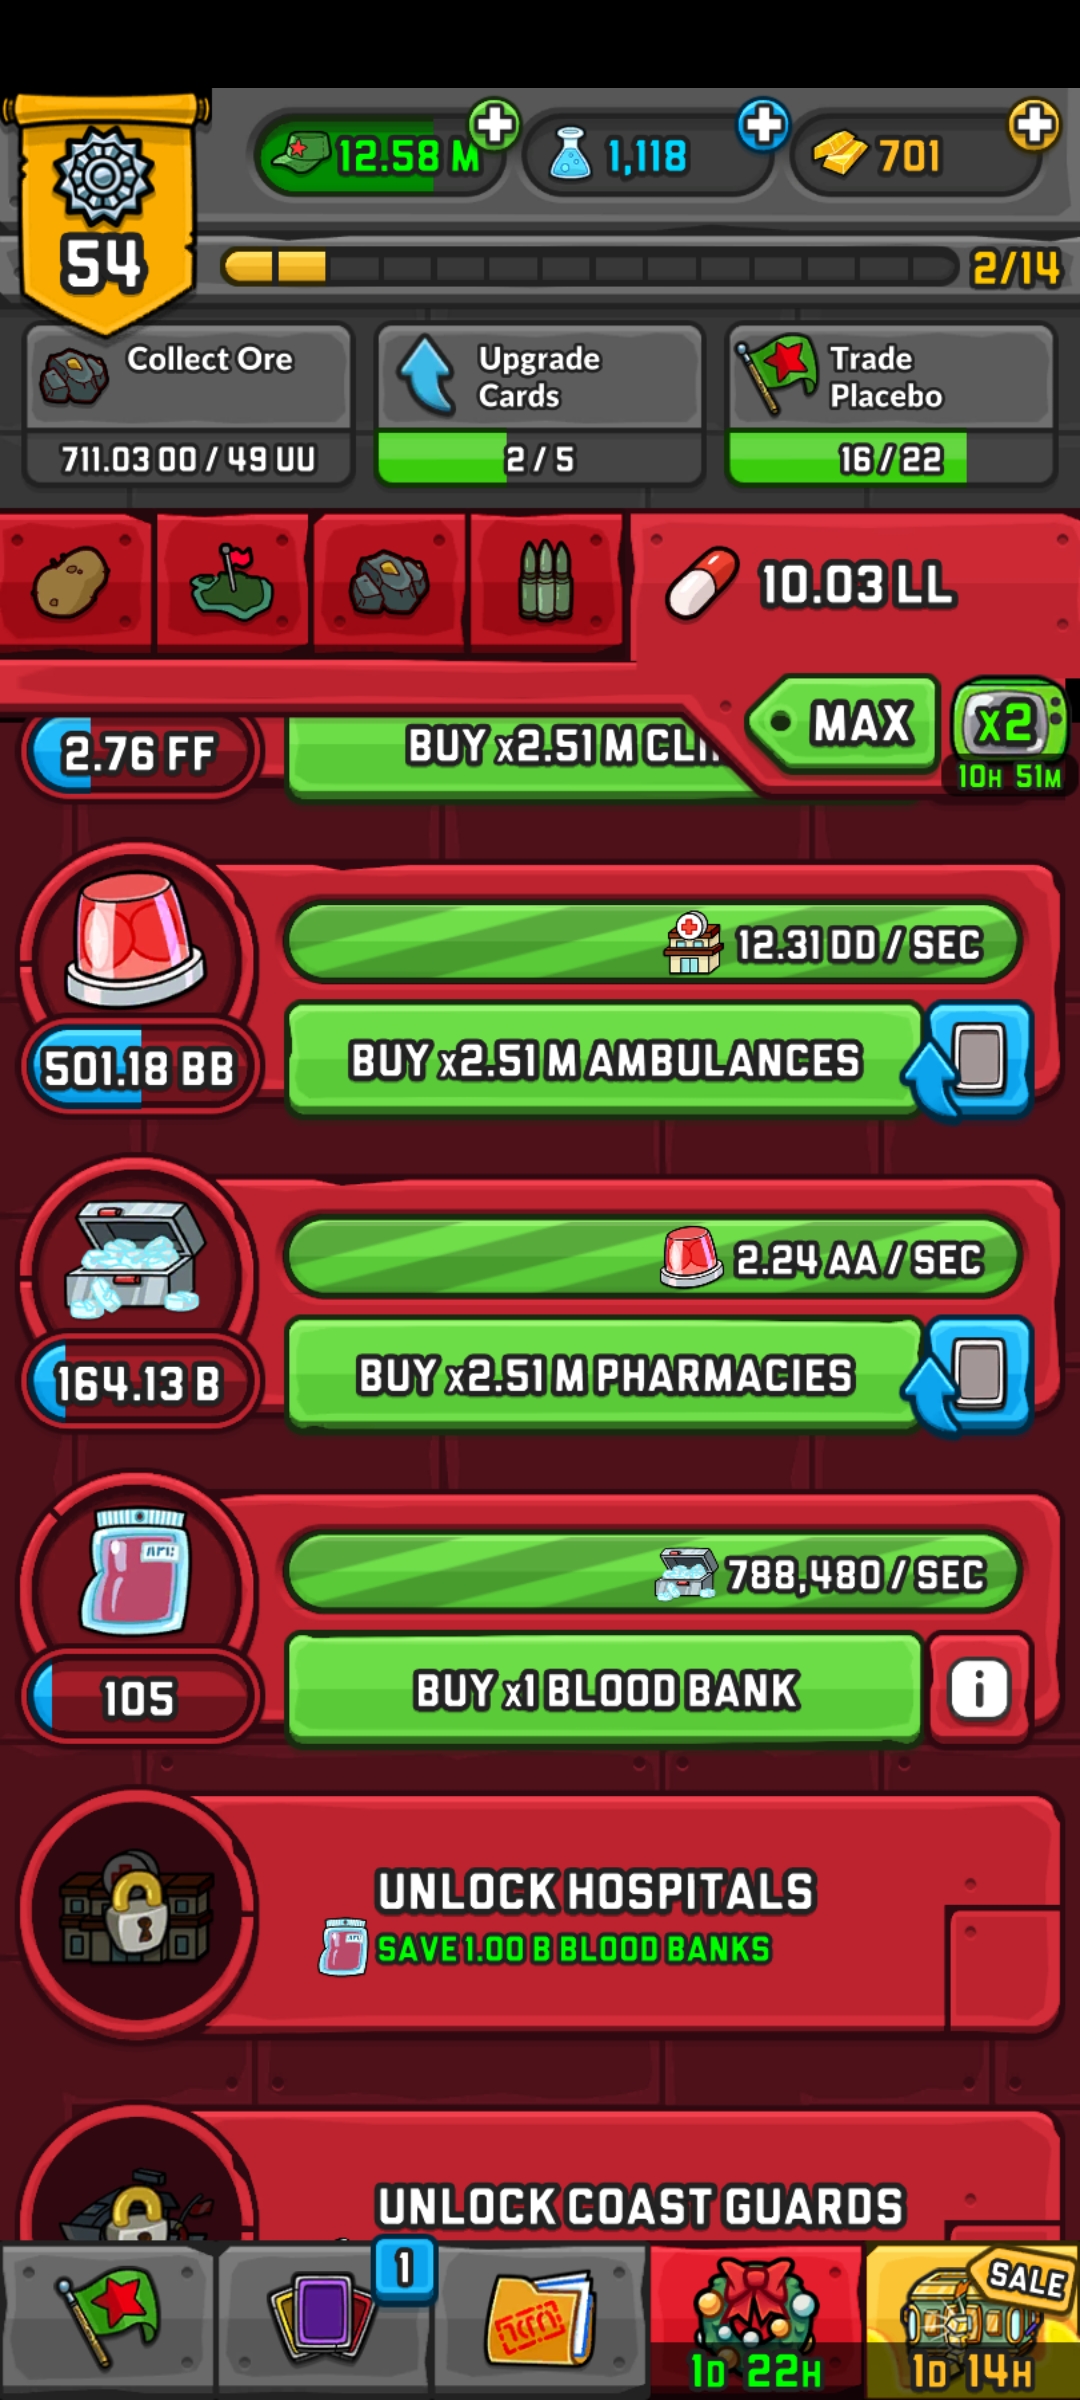 12.58 M
1,118
701
54
2/14
Collect Ore
711.03 OO / 49 UU
Upgrade
Cards
2 / 5
Trade
Placebo
16 / 22
10.03 LL
MAX
X2
10H 51M
2.76 FF
BUY x2.51 M
12.31 DD / SEC
501.18 BB
BUY x2.51 M AMBULANCES
2.24 AA / SEC
164.13 B
BUY x2.51 M PHARMACIES
788,480 / SEC
105
BUY x1 BLOOD BANK
i
UNLOCK HOSPITALS
SAVE 1.00 B BLOOD BANKS
UNLOCK COAST GUARDS
1
SALE
1D 22H
1D 14H